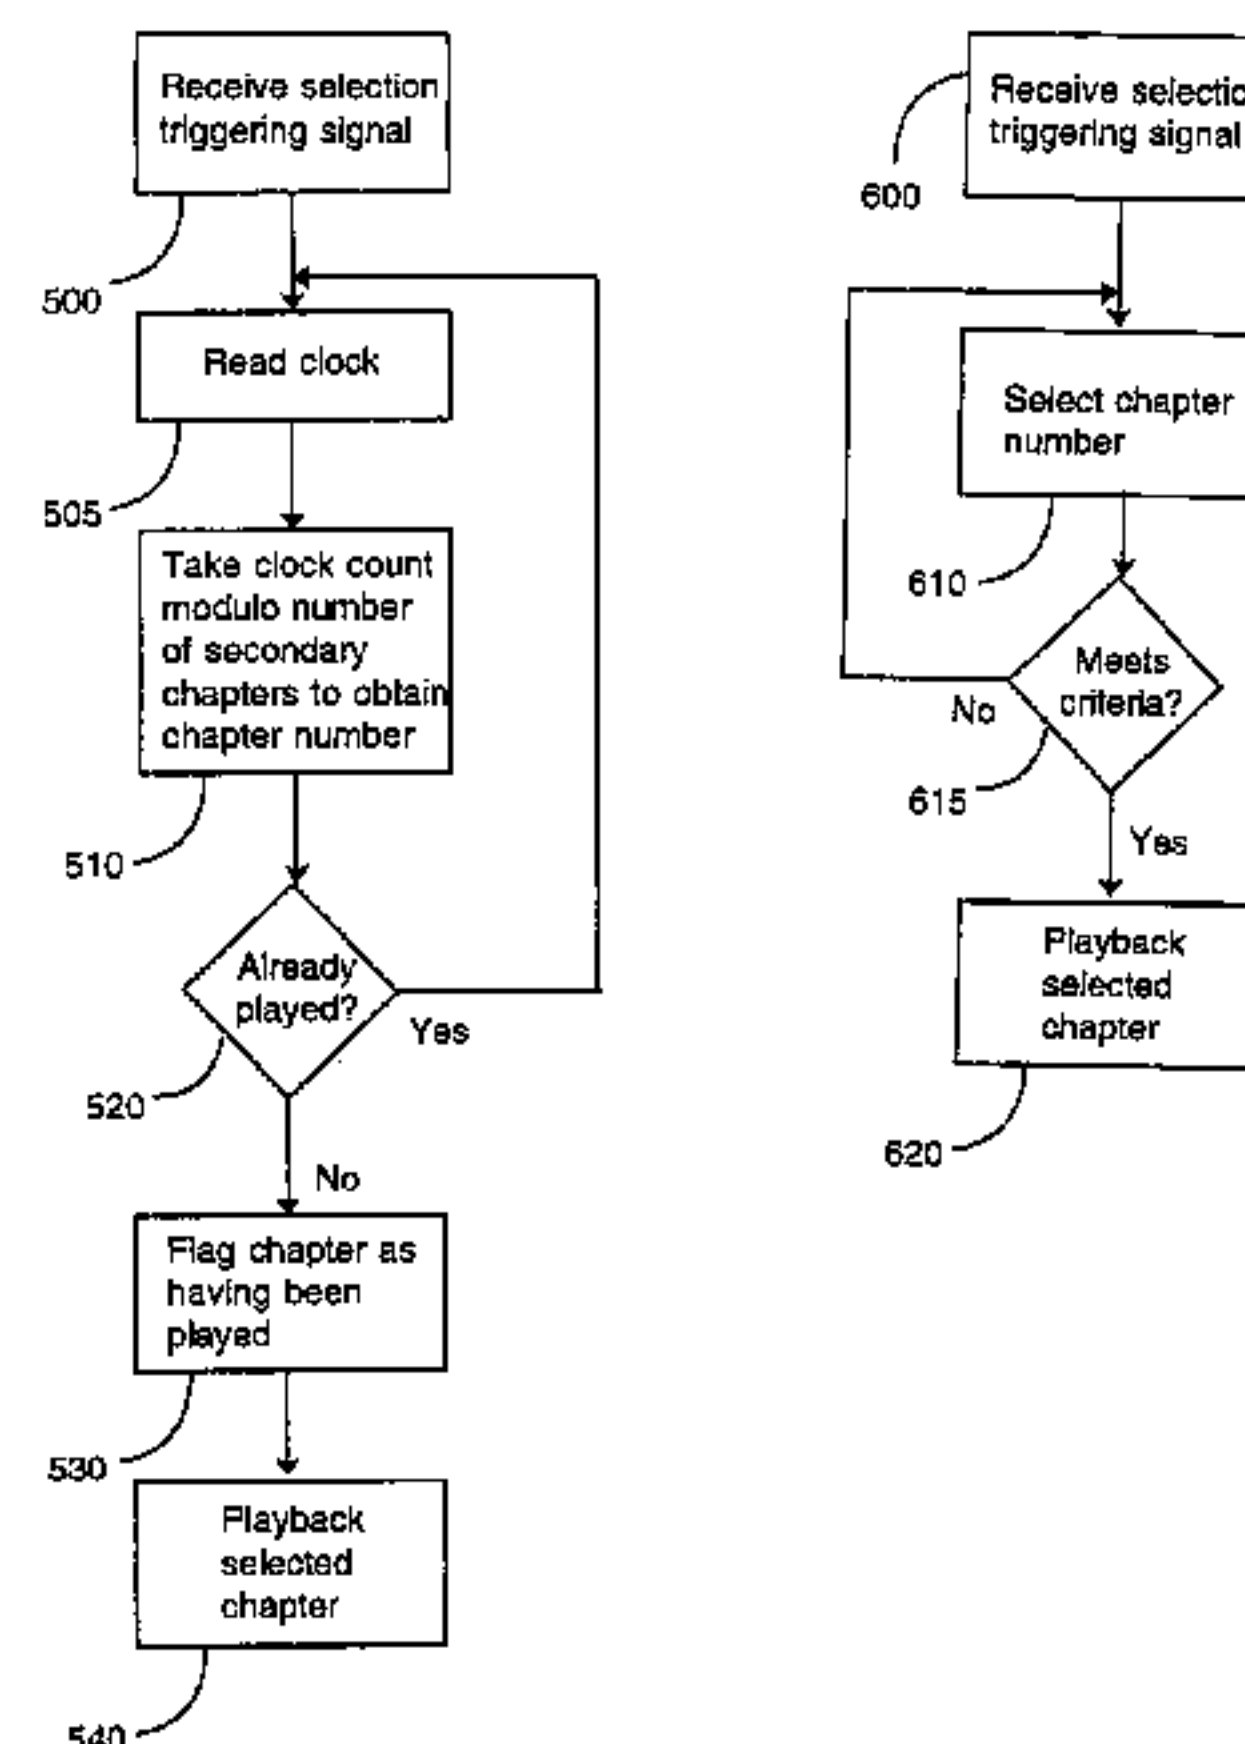 Receive selection
triggering signal
500
Read clock
505
Take clock count
modulo number
of secondary
chapters to obtain
chapter number
510
Already
played?
Yes
520
No
Flag chapter as
having been
played
530
Playback
selected
chapter
540
Receive selectio
triggering signal
600
Select chapter
number
610
Meets
criteria?
No
615
Yes
Playback
selected
chapter
620